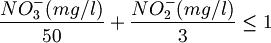 NO₃⁻(mg/l)/50 + NO₂⁻(mg/l)/3 ≤ 1